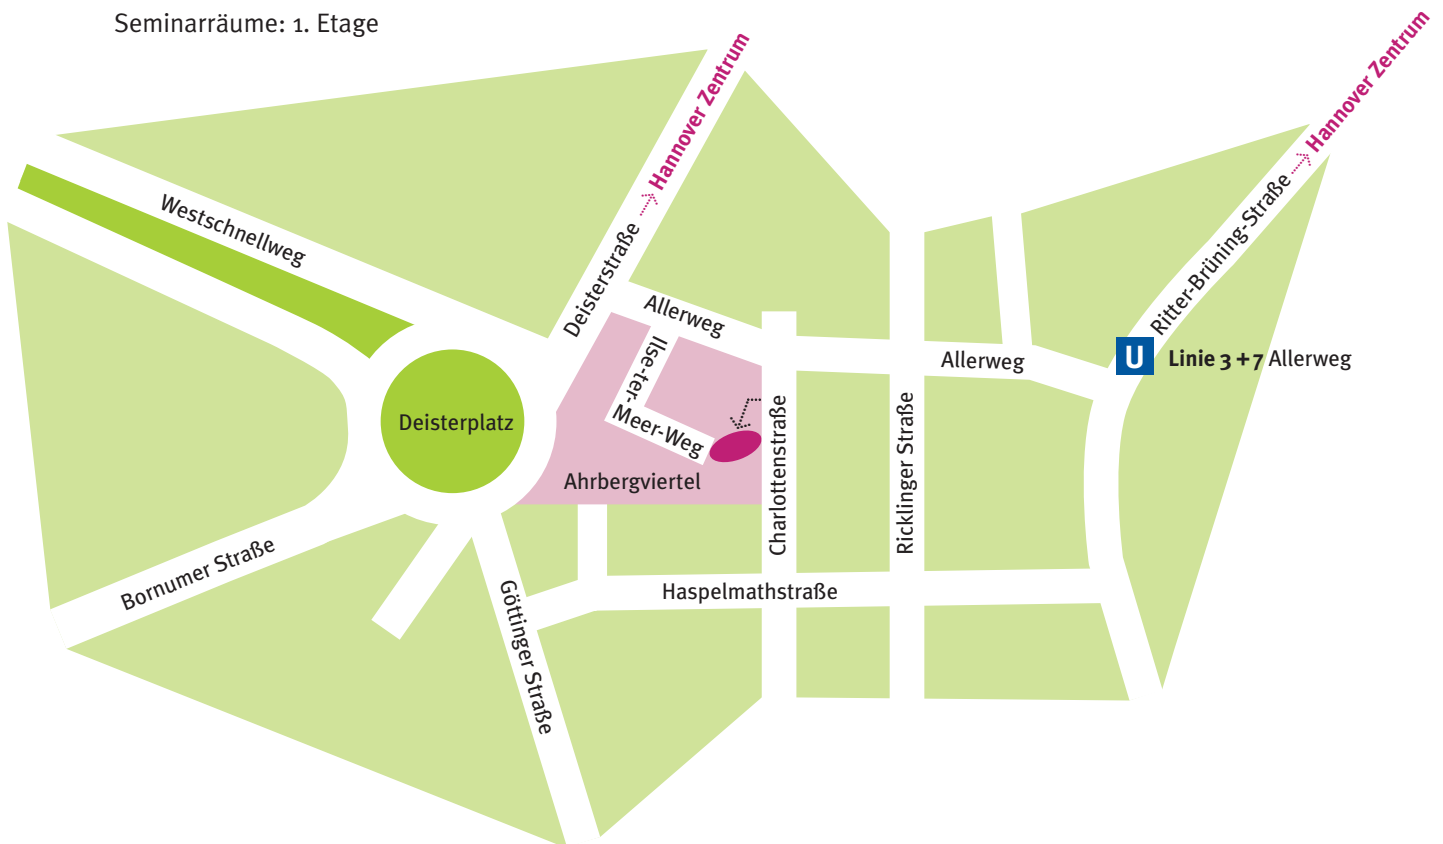 Seminarräume: 1. Etage
Hannover Zentrum
Hannover Zentrum
Westschnellweg
Deisterstraße
Ritter-Brüning-Straße
Allerweg
Ilse-ter-
Meer-Weg
Allerweg
U Linie 3 + 7 Allerweg
Deisterplatz
Ahrbergviertel
Charlottenstraße
Ricklinger Straße
Bornumer Straße
Göttinger Straße
Haspelmathstraße